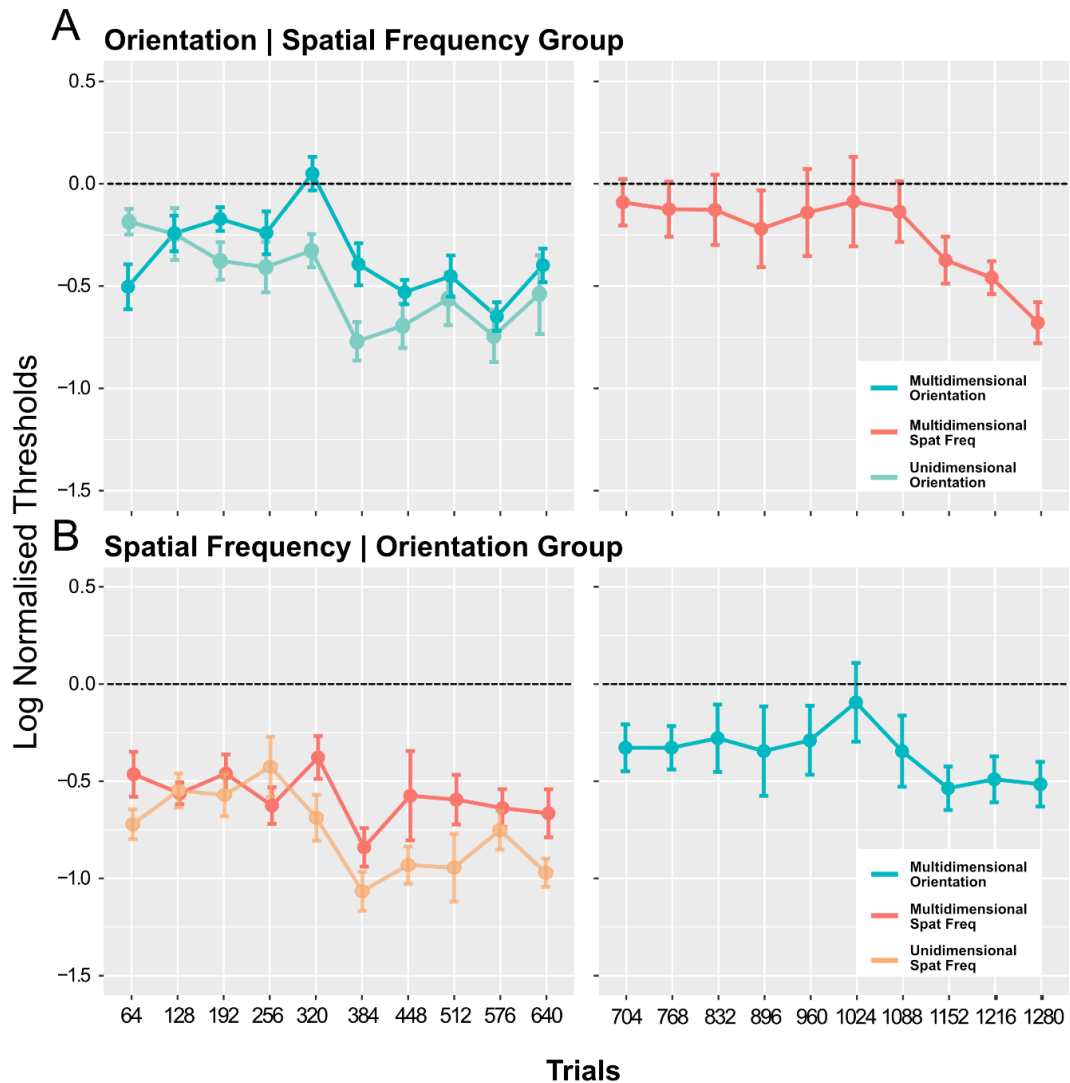 A
Orientation | Spatial Frequency Group
0.5
0.0
−0.5
−1.0
−1.5
Multidimensional
Orientation
Multidimensional
Spat Freq
Unidimensional
Orientation
Log Normalised Thresholds
B
Spatial Frequency | Orientation Group
0.5
0.0
−0.5
−1.0
−1.5
Multidimensional
Orientation
Multidimensional
Spat Freq
Unidimensional
Spat Freq
64 128 192 256 320 384 448 512 576 640 704 768 832 896 960 1024 1088 1152 1216 1280
Trials